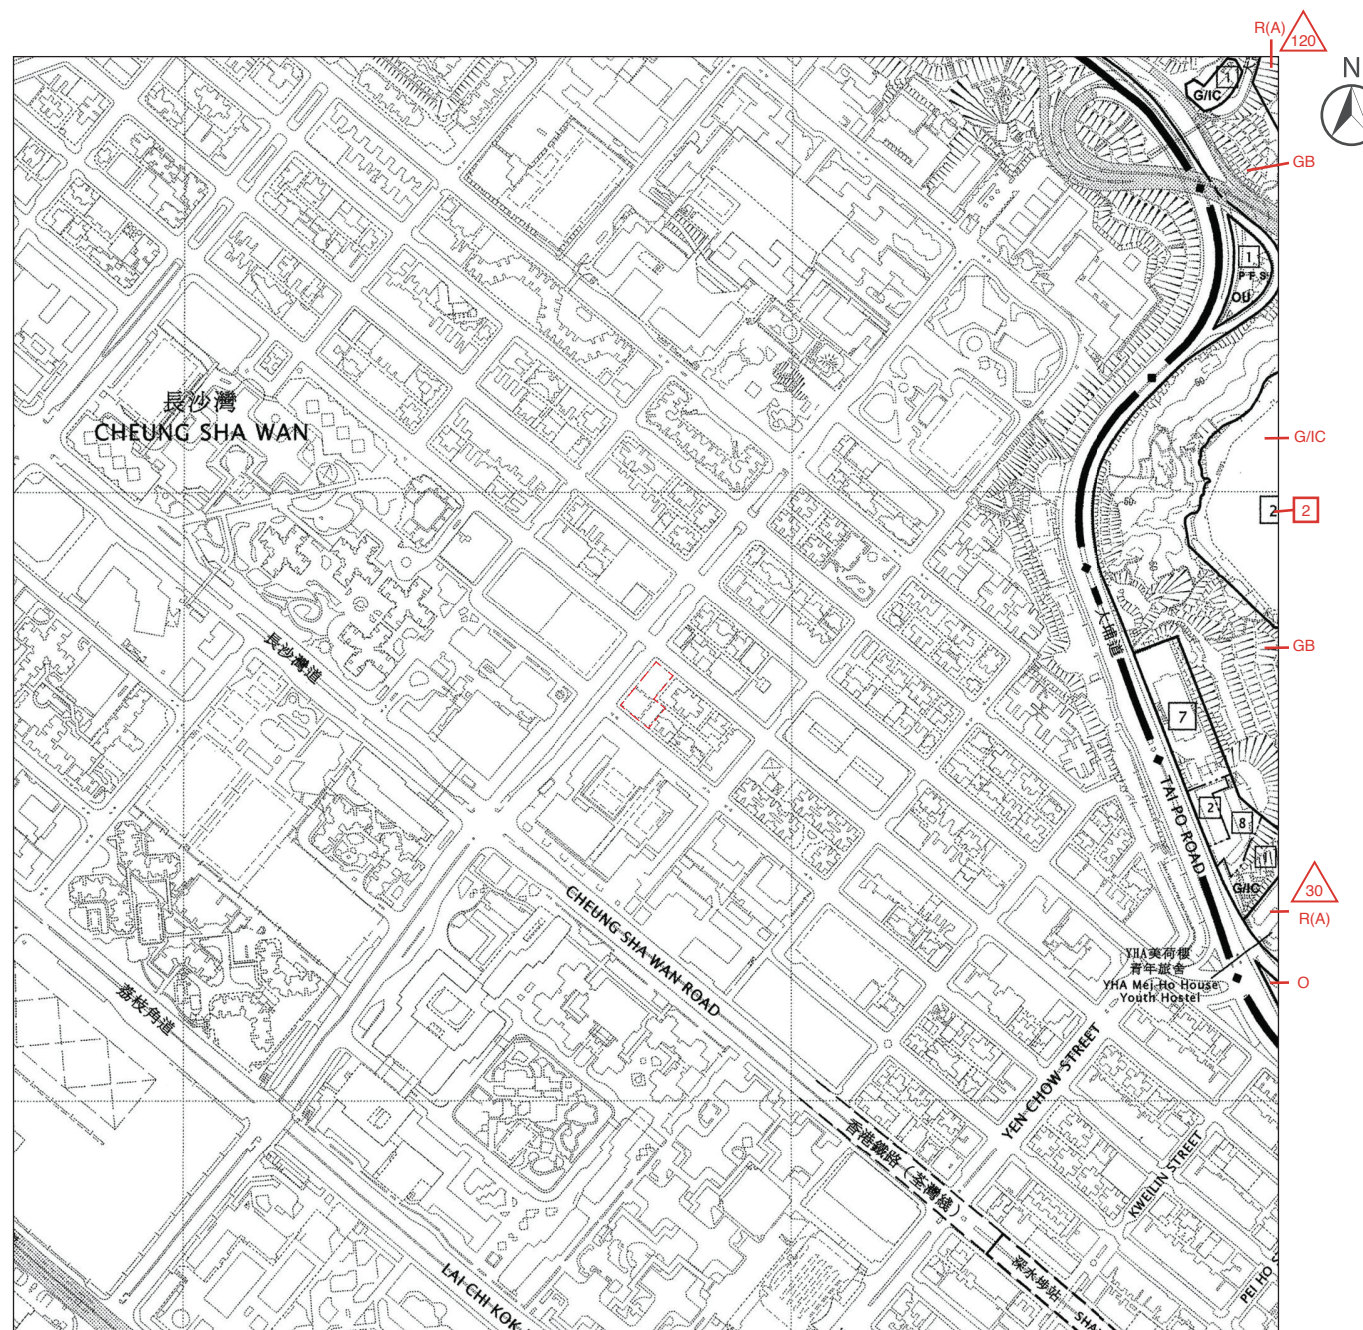 R(A)
120
N
1
G/IC
GB
1
P F S
OU
長沙灣
CHEUNG SHA WAN
G/IC
2
2
大埔道
GB
長沙灣道
7
TAI PO ROAD
2
8
11
G/IC
30
R(A)
CHEUNG SHA WAN ROAD
YHA美荷樓
青年旅舍
YHA Mei Ho House
Youth Hostel
O
荔枝角道
YEN CHOW STREET
香港鐵路（荃灣綫）
KWEILIN STREET
深水埗站
LAI CHI KOK
PEI HO S
SHA